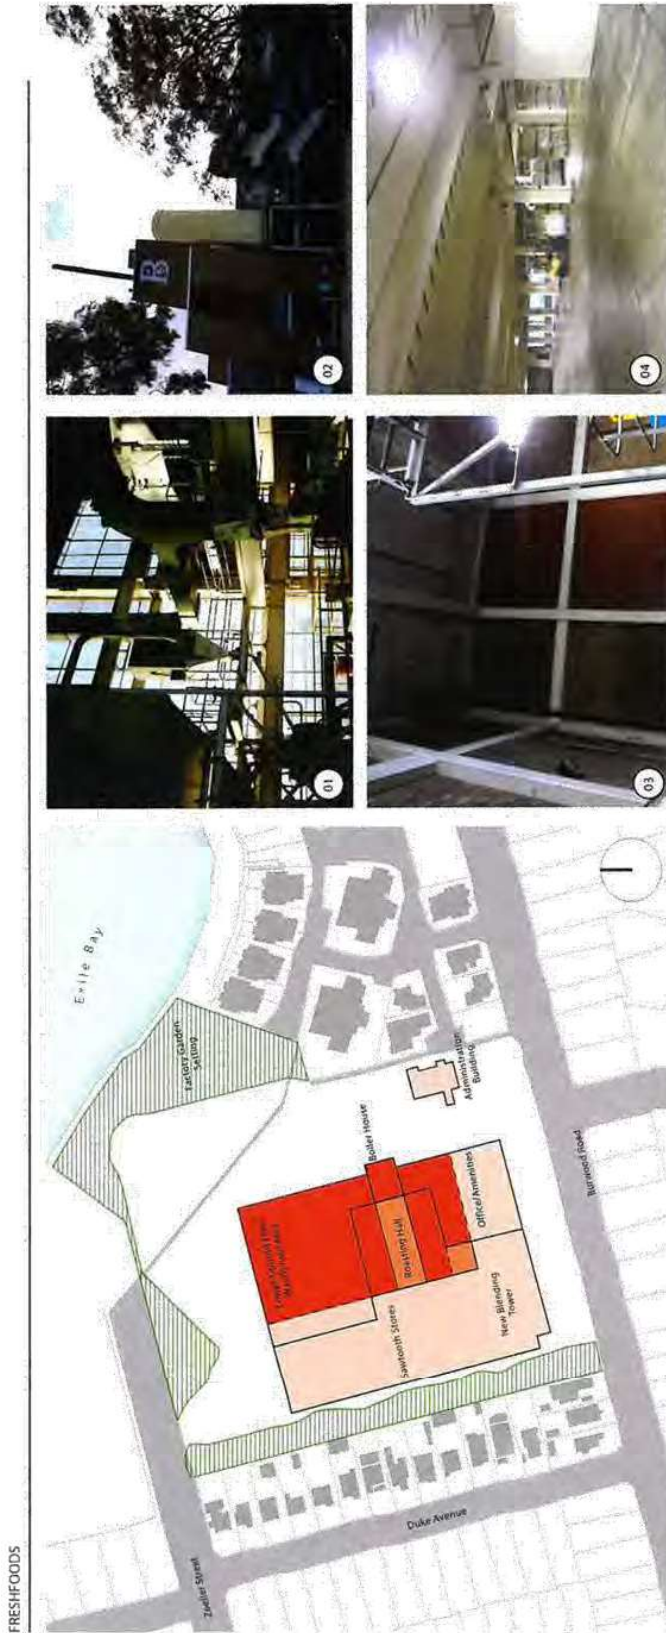 FRESHFOODS
Exile Bay
Factory Garden
Setting
Zoeller Street
Duke Avenue
Burwood Road
Sawtooth Stores
Roasting Hall
Boiler House
Administration
Building
Office/Amenities
New Blending
Tower
01
02
B
03
04